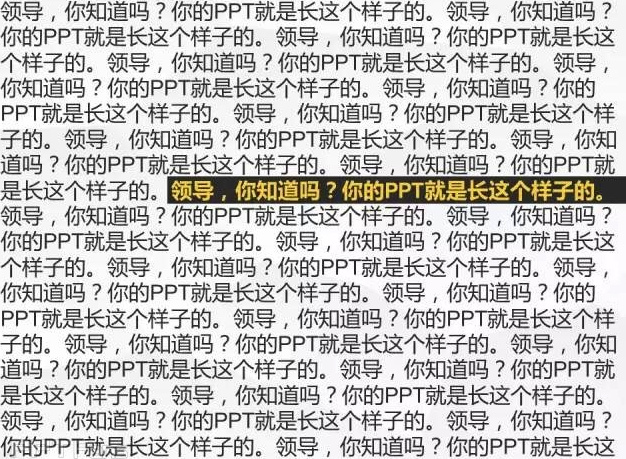 领导，你知道吗？你的PPT就是长这个样子的。领导，你知道吗？
你的PPT就是长这个样子的。领导，你知道吗？你的PPT就是长这
个样子的。领导，你知道吗？你的PPT就是长这个样子的。领导，
你知道吗？你的PPT就是长这个样子的。领导，你知道吗？你的
PPT就是长这个样子的。领导，你知道吗？你的PPT就是长这个样
子的。领导，你知道吗？你的PPT就是长这个样子的。领导，你知
道吗？你的PPT就是长这个样子的。领导，你知道吗？你的PPT就
是长这个样子的。领导，你知道吗？你的PPT就是长这个样子的。
领导，你知道吗？你的PPT就是长这个样子的。领导，你知道吗？
你的PPT就是长这个样子的。领导，你知道吗？你的PPT就是长这
个样子的。领导，你知道吗？你的PPT就是长这个样子的。领导，
你知道吗？你的PPT就是长这个样子的。领导，你知道吗？你的
PPT就是长这个样子的。领导，你知道吗？你的PPT就是长这个样
子的。领导，你知道吗？你的PPT就是长这个样子的。领导，你知
道吗？你的PPT就是长这个样子的。领导，你知道吗？你的PPT就
是长这个样子的。领导，你知道吗？你的PPT就是长这个样子的。
领导，你知道吗？你的PPT就是长这个样子的。领导，你知道吗？
你的PPT就是长这个样子的。领导，你知道吗？你的PPT就是长这